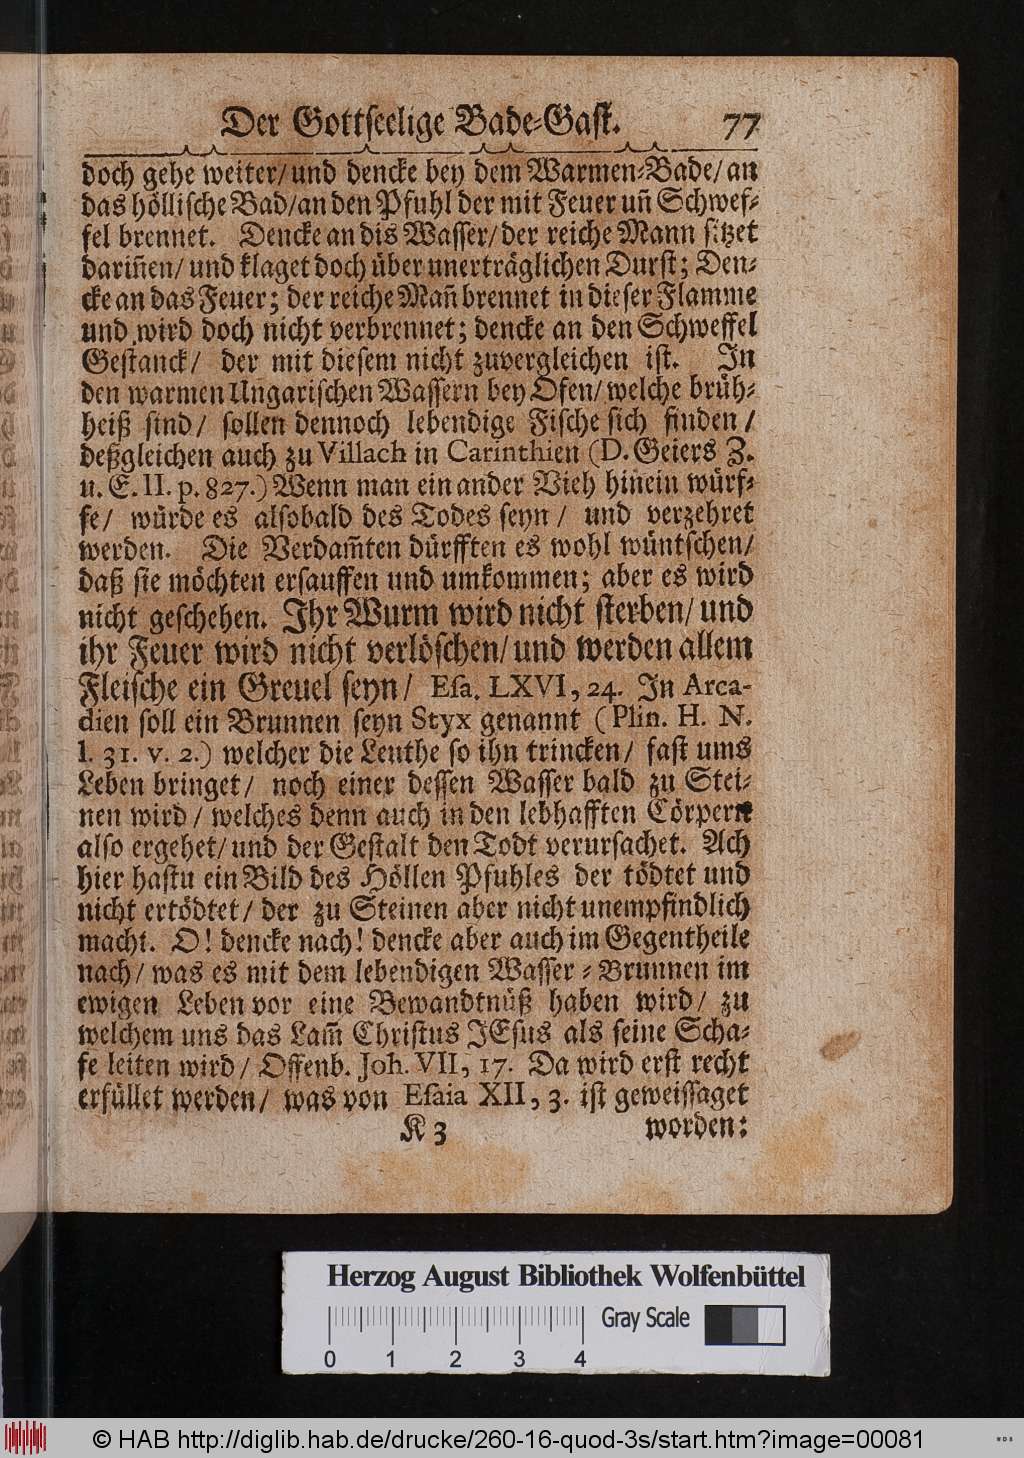 Der Gottseelige Bade-Gast. 77
doch gehe weiter/ und dencke bey dem Warmen-Bade/ an
das höllische Bad/ an den Pfuhl der mit Feuer uñ Schwef-
fel brennet. Dencke an dis Wasser/ der reiche Mann sitzet
dariñen/ und klaget doch über unerträglichen Durst; Den-
cke an das Feuer; der reiche Mañ brennet in dieser Flamme
und wird doch nicht verbrennet; dencke an den Schweffel
Gestanck/ der mit diesem nicht zuvergleichen ist. In
den warmen Ungarischen Wassern bey Ofen/ welche brüh-
heiß sind/ sollen dennoch lebendige Fische sich finden/
deßgleichen auch zu Villach in Carinthien (D. Geiers Z.
u. E. II. p. 827.) Wenn man ein ander Vieh hinein würf-
fe/ würde es alsobald des Todes seyn/ und verzehret
werden. Die Verdam̃ten dürfften es wohl wüntschen/
daß sie möchten ersauffen und umkommen; aber es wird
nicht geschehen. Ihr Wurm wird nicht sterben/ und
ihr Feuer wird nicht verlöschen/ und werden allem
Fleische ein Greuel seyn/ Esa. LXVI, 24. In Arca-
dien soll ein Brunnen seyn Styx genannt (Plin. H. N.
l. 31. v. 2.) welcher die Leuthe so ihn trincken/ fast ums
Leben bringet/ noch einer dessen Wasser bald zu Stei-
nen wird/ welches denn auch in den lebhafften Cörpern
also ergehet/ und der Gestalt den Todt verursachet. Ach
hier hastu ein Bild des Höllen Pfuhles der tödtet und
nicht ertödtet/ der zu Steinen aber nicht unempfindlich
macht. O! dencke nach! dencke aber auch im Gegentheile
nach/ was es mit dem lebendigen Wasser-Brunnen im
ewigen Leben vor eine Bewandtnüß haben wird/ zu
welchem uns das Lam̃ Christus JEsus als seine Scha-
fe leiten wird/ Offenb. Joh. VII, 17. Da wird erst recht
erfüllet werden/ was von Esaia XII, 3. ist geweissaget
K 3 worden:
Herzog August Bibliothek Wolfenbüttel
Gray Scale
0 1 2 3 4
© HAB http://diglib.hab.de/drucke/260-16-quod-3s/start.htm?image=00081